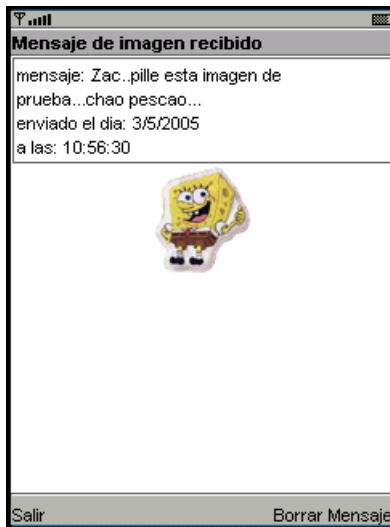 Mensaje de imagen recibido
mensaje: Zac..pille esta imagen de
prueba...chao pescao...
enviado el dia: 3/5/2005
a las: 10:56:30
Salir Borrar Mensaje